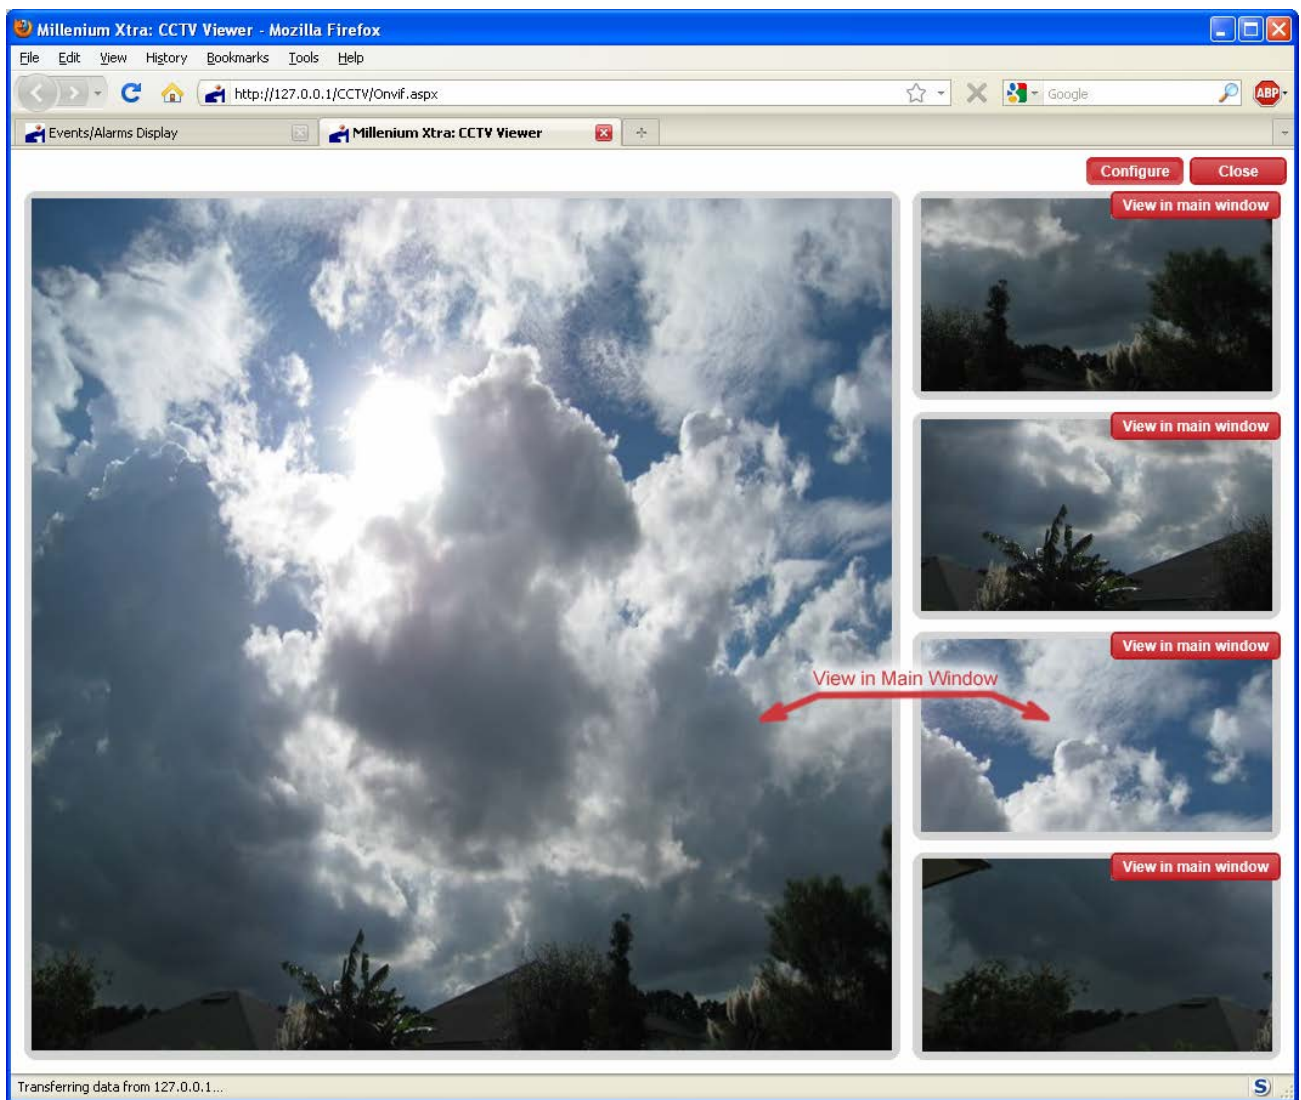 Millenium Xtra: CCTV Viewer - Mozilla Firefox
File Edit View History Bookmarks Tools Help
http://127.0.0.1/CCTV/Onvif.aspx Google ABP
Events/Alarms Display Millenium Xtra: CCTV Viewer
Configure Close
View in main window
View in main window
View in main window
View in Main Window
View in main window
Transferring data from 127.0.0.1... S